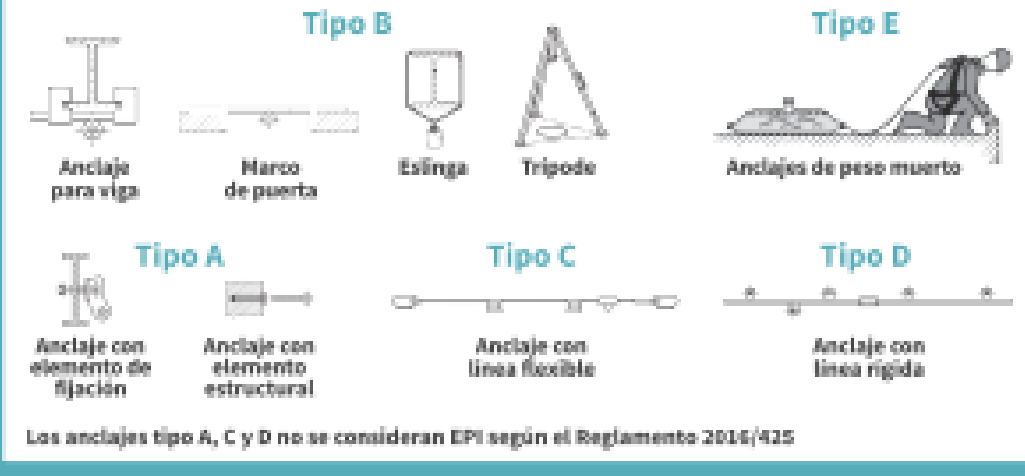 Tipo B
Tipo E
Anclaje
para viga
Marco
de puerta
Eslinga
Trípode
Anclajes de peso muerto
Tipo A
Tipo C
Tipo D
Anclaje con
elemento de
fijación
Anclaje con
elemento
estructural
Anclaje con
línea flexible
Anclaje con
línea rígida
Los anclajes tipo A, C y D no se consideran EPI según el Reglamento 2016/425